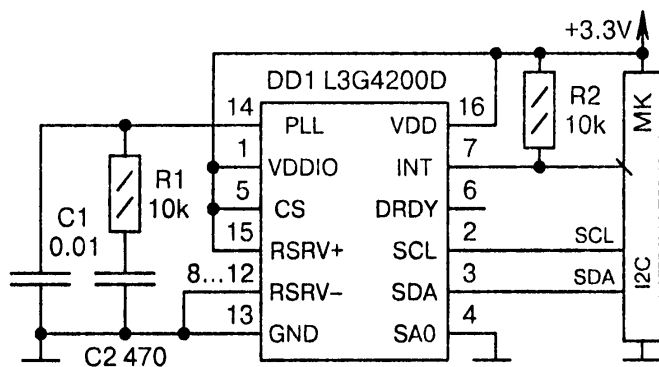 +3.3V
DD1 L3G4200D
14
PLL
VDD
16
R2
10k
MK
1
VDDIO
INT
7
R1
10k
5
CS
DRDY
6
C1
0.01
15
RSRV+
SCL
2
SCL
8...12
RSRV–
SDA
3
SDA
I2C
13
GND
SA0
4
C2 470